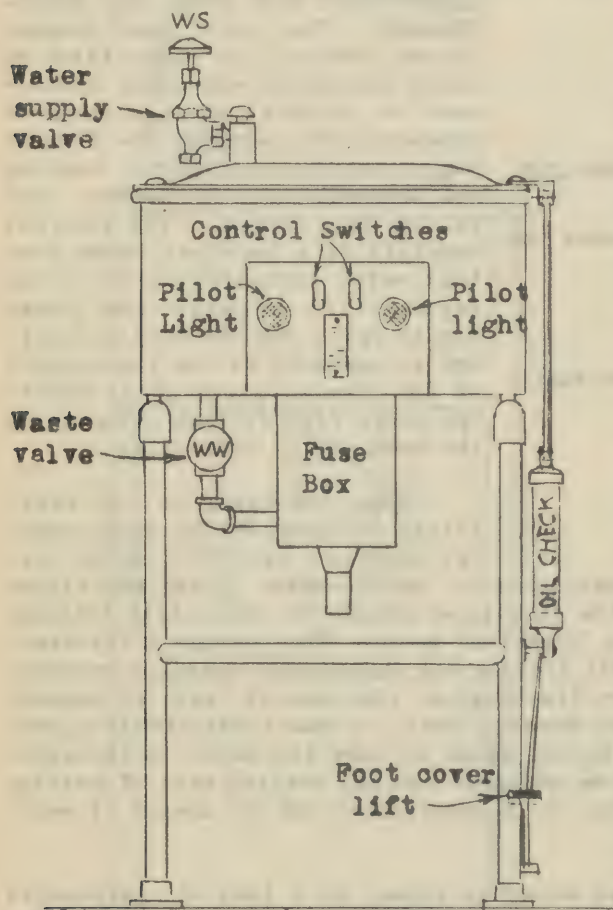 WS
Water
supply
valve
Control Switches
Pilot
Light
Pilot
light
Waste
valve
WW
Fuse
Box
OIL CHECK
Foot cover
lift